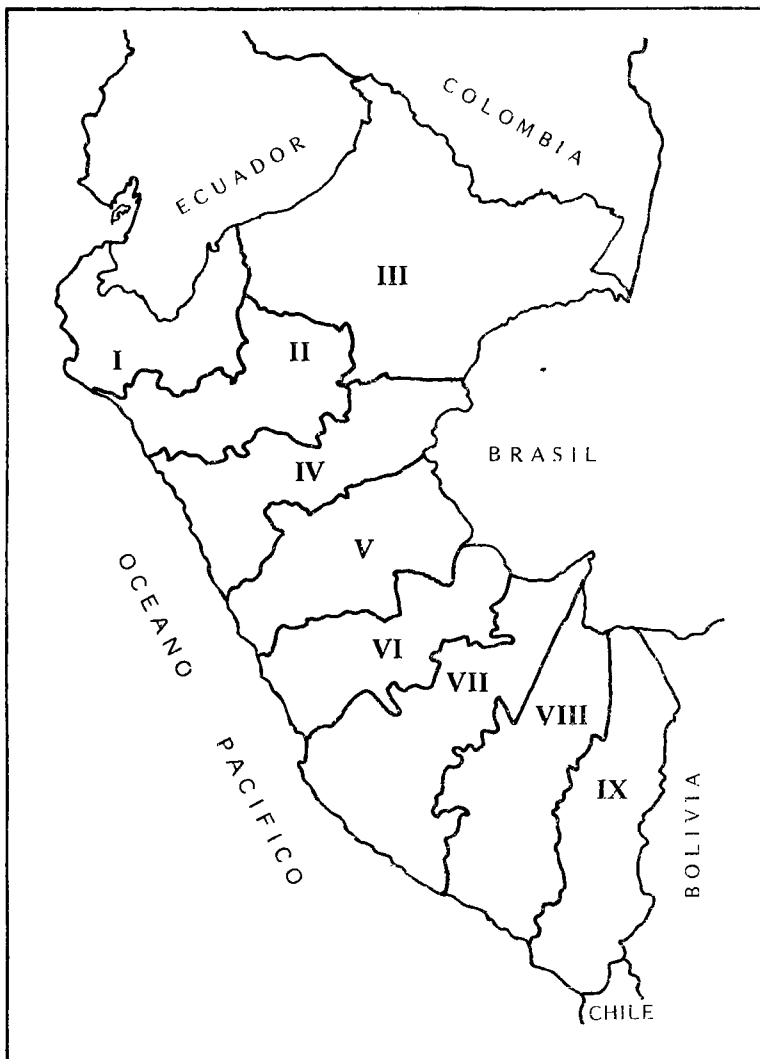 COLOMBIA
ECUADOR
III
I
II
BRASIL
IV
V
OCEANO
PACIFICO
VI
VII
VIII
IX
BOLIVIA
CHILE